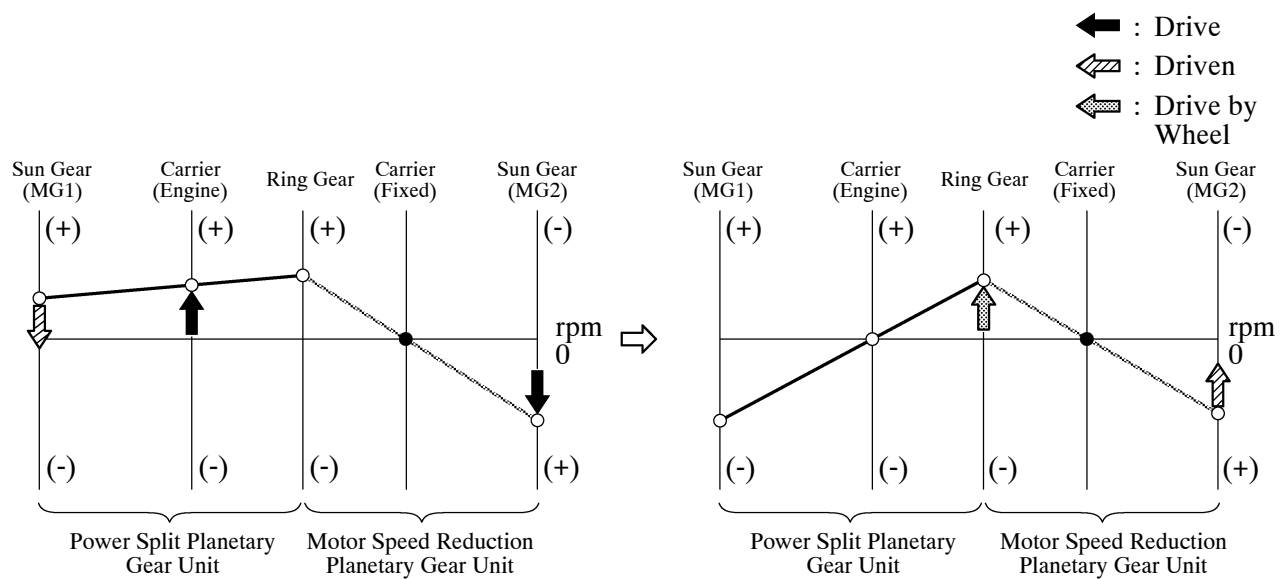 : Drive
: Driven
: Drive by
Wheel
Sun Gear
(MG1)
Carrier
(Engine)
Ring Gear
Carrier
(Fixed)
Sun Gear
(MG2)
(+) (+) (+) (-)
rpm
0
(-) (-) (-) (+)
Power Split Planetary
Gear Unit
Motor Speed Reduction
Planetary Gear Unit
Sun Gear
(MG1)
Carrier
(Engine)
Ring Gear
Carrier
(Fixed)
Sun Gear
(MG2)
(+) (+) (+) (-)
rpm
0
(-) (-) (-) (+)
Power Split Planetary
Gear Unit
Motor Speed Reduction
Planetary Gear Unit